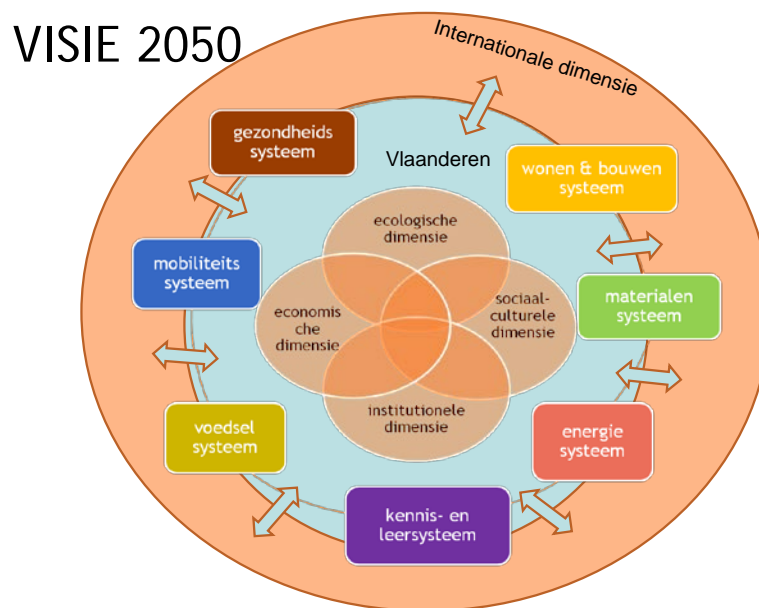 VISIE 2050
Internationale dimensie
gezondheids
systeem
Vlaanderen
wonen & bouwen
systeem
ecologische
dimensie
mobiliteits
systeem
economis
che
dimensie
sociaal-
culturele
dimensie
materialen
systeem
institutionele
dimensie
voedsel
systeem
energie
systeem
kennis- en
leersysteem